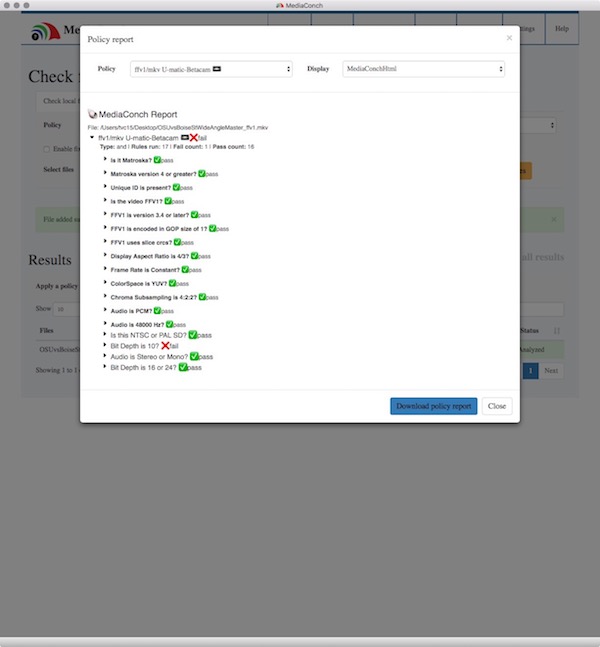 MediaConch
Me
tings
Help
Policy report
×
Policy
ffv1/mkv U-matic-Betacam
Display
MediaConchHtml
Check f
Check local f
Policy
Enable fi
Select files
MediaConch Report
File: /Users/tvc15/Desktop/OSUvsBoiseStWideAngleMaster_ffv1.mkv
ffv1/mkv U-matic-Betacam fail
Type: and | Rules run: 17 | Fail count: 1 | Pass count: 16
Is it Matroska? pass
Matroska version 4 or greater? pass
Unique ID is present? pass
Is the video FFV1? pass
FFV1 is version 3.4 or later? pass
FFV1 is encoded in GOP size of 1? pass
FFV1 uses slice crcs? pass
Display Aspect Ratio is 4/3? pass
Frame Rate is Constant? pass
ColorSpace is YUV? pass
Chroma Subsampling is 4:2:2? pass
Audio is PCM? pass
Audio is 48000 Hz? pass
Is this NTSC or PAL SD? pass
Bit Depth is 10? fail
Audio is Stereo or Mono? pass
Bit Depth is 16 or 24? pass
File added su
×
Results
all results
Apply a policy
Show 10
Files
Status
OSUvsBoiseSt
Analyzed
Showing 1 to 1
1
Next
Download policy report
Close